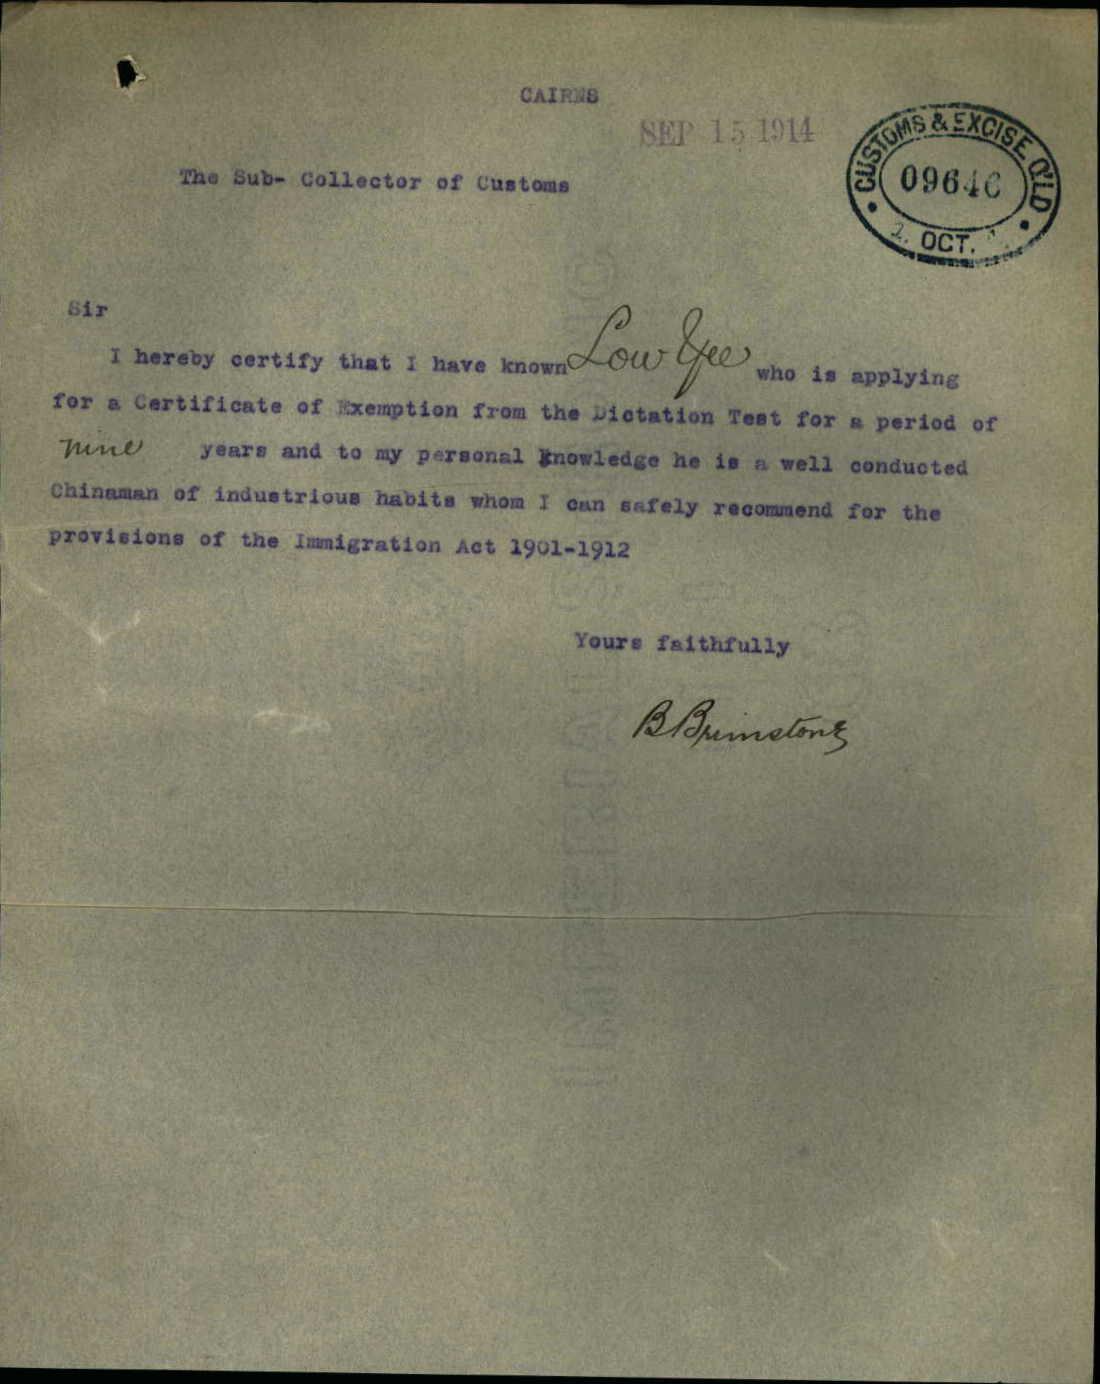 CAIRNS
SEP 15 1914
CUSTOMS & EXCISE Q'LD
09646
2. OCT.
The Sub- Collector of Customs
Sir
I hereby certify that I have known Low Yee who is applying
for a Certificate of Exemption from the Dictation Test for a period of
nine years and to my personal knowledge he is a well conducted
Chinaman of industrious habits whom I can safely recommend for the
provisions of the Immigration Act 1901-1912
Yours faithfully
B Brimstone